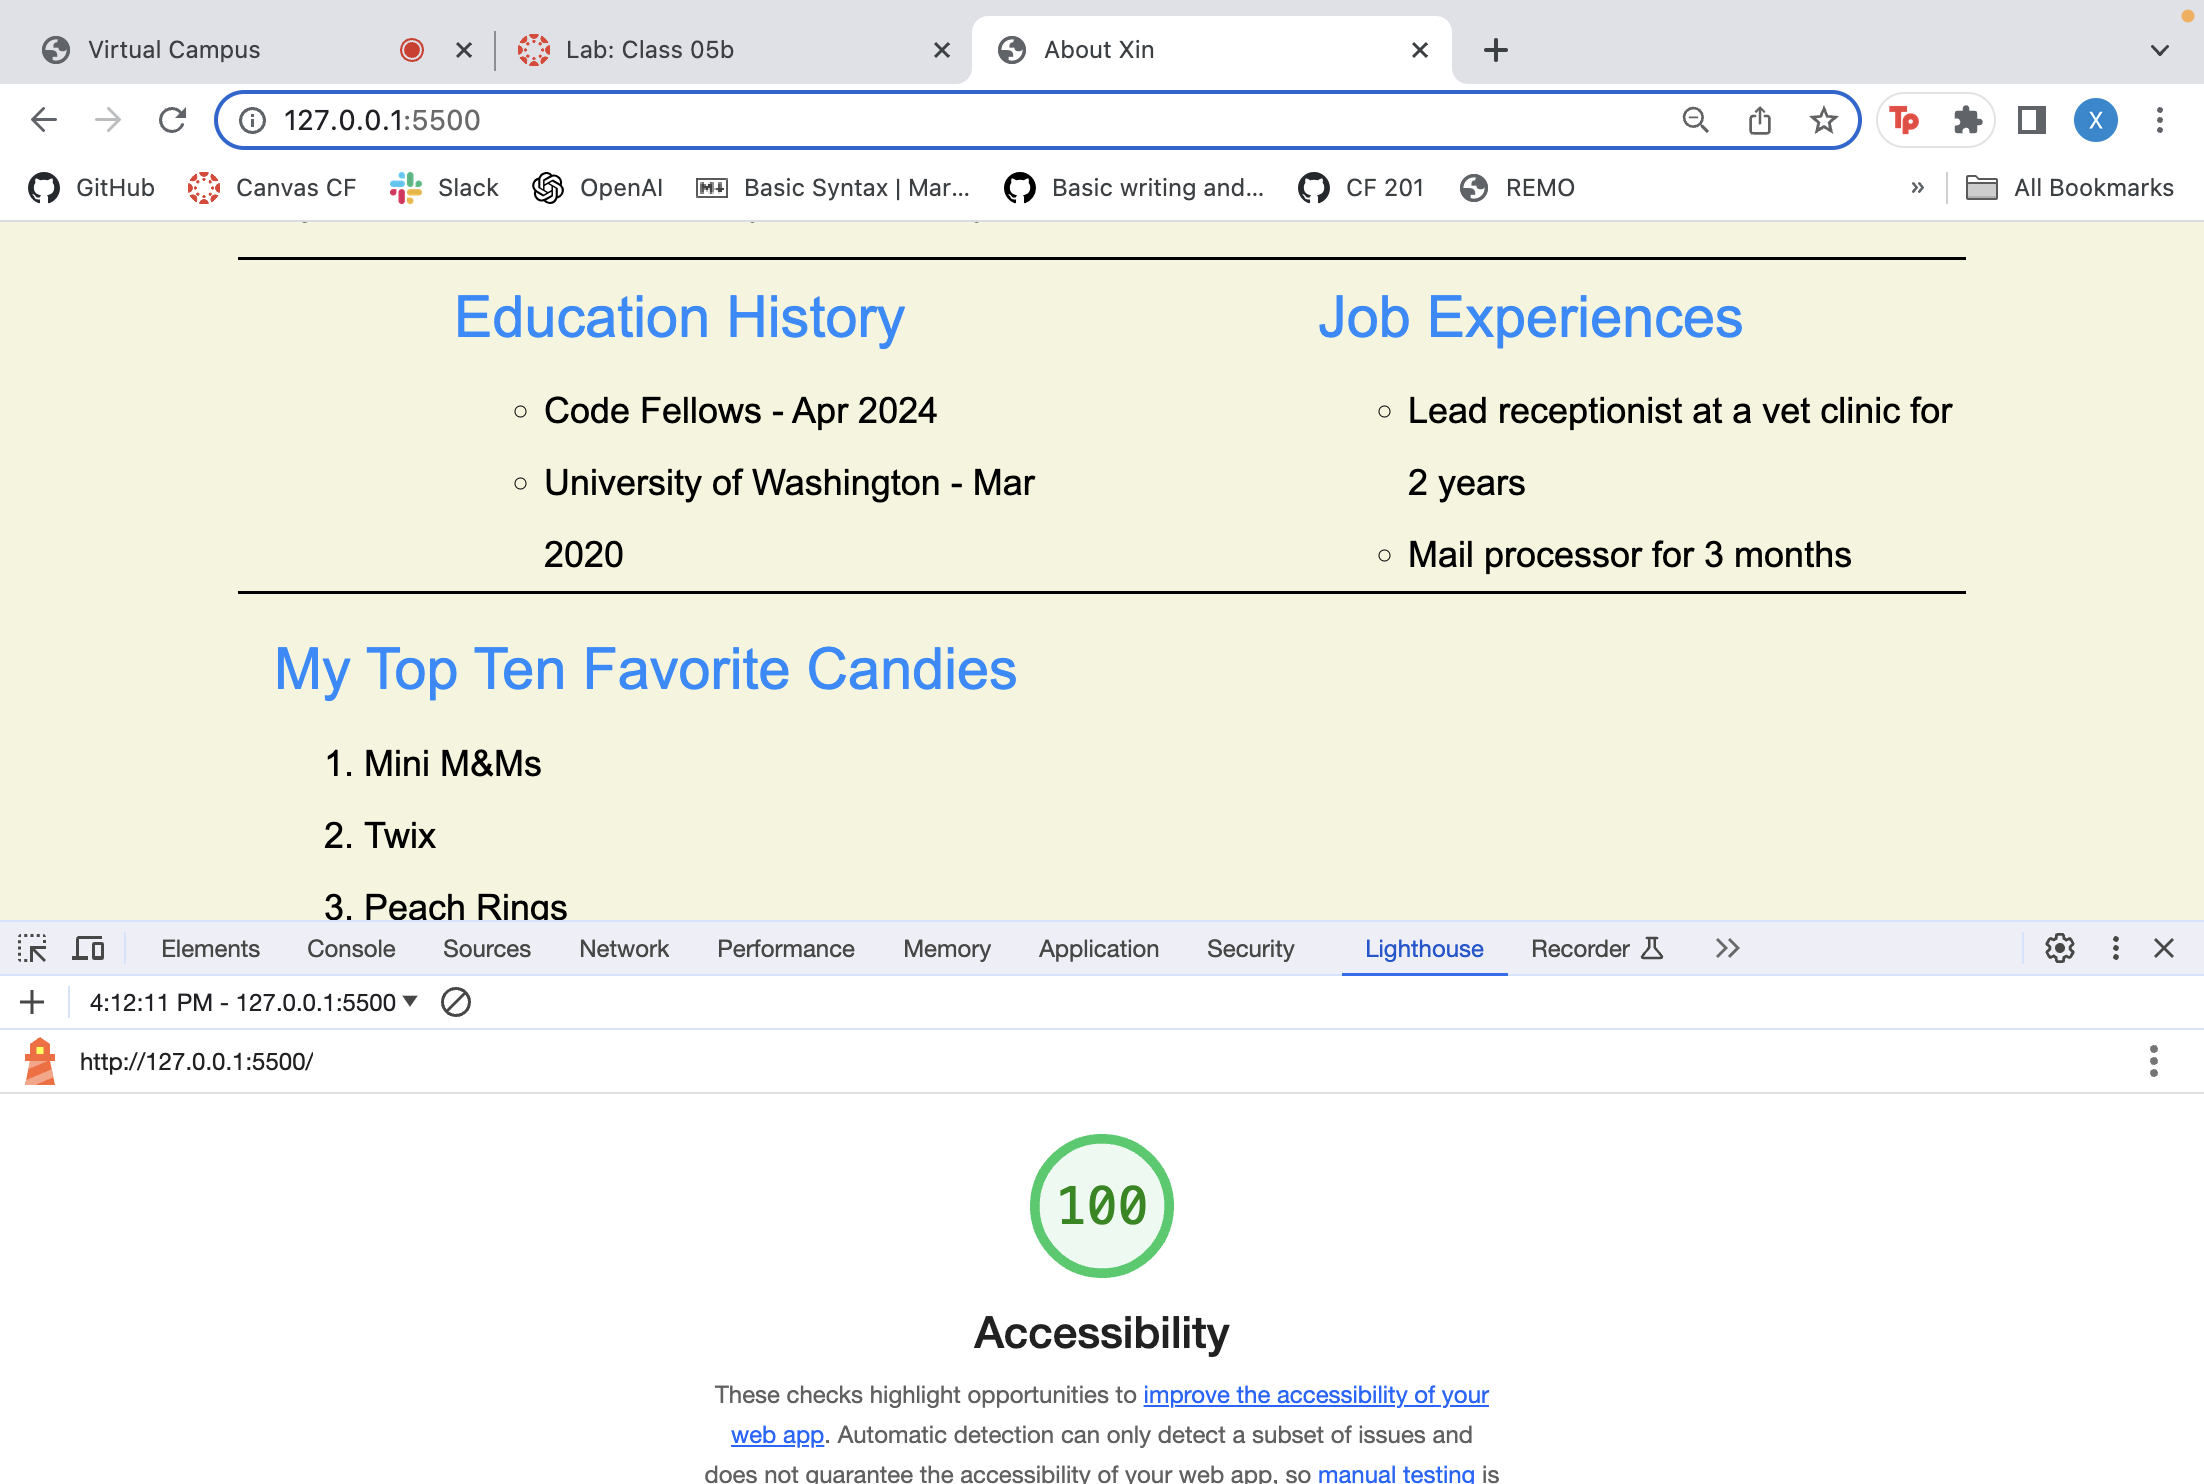 Virtual Campus
Lab: Class 05b
About Xin
127.0.0.1:5500
Tp
X
GitHub
Canvas CF
Slack
OpenAI
M
Basic Syntax | Mar...
Basic writing and...
CF 201
REMO
»
All Bookmarks
Education History
Job Experiences
Code Fellows - Apr 2024
University of Washington - Mar
2020
Lead receptionist at a vet clinic for
2 years
Mail processor for 3 months
My Top Ten Favorite Candies
1. Mini M&Ms
2. Twix
3. Peach Rings
Elements Console Sources Network Performance Memory Application Security Lighthouse Recorder
4:12:11 PM - 127.0.0.1:5500
http://127.0.0.1:5500/
100
Accessibility
These checks highlight opportunities to improve the accessibility of your
web app. Automatic detection can only detect a subset of issues and
does not guarantee the accessibility of your web app, so manual testing is